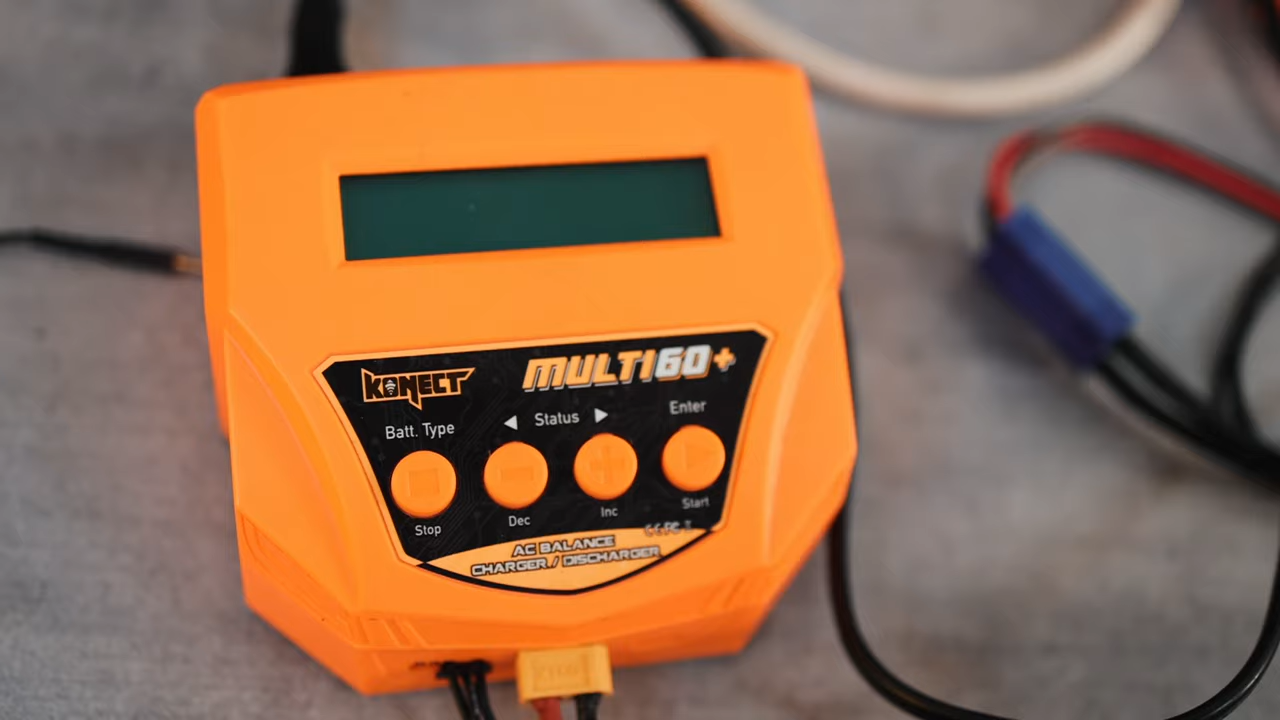 KONECT
MULTI60+
Batt. Type
◀ Status ▶
Enter
Stop
Dec
Inc
Start
AC BALANCE
CHARGER / DISCHARGER